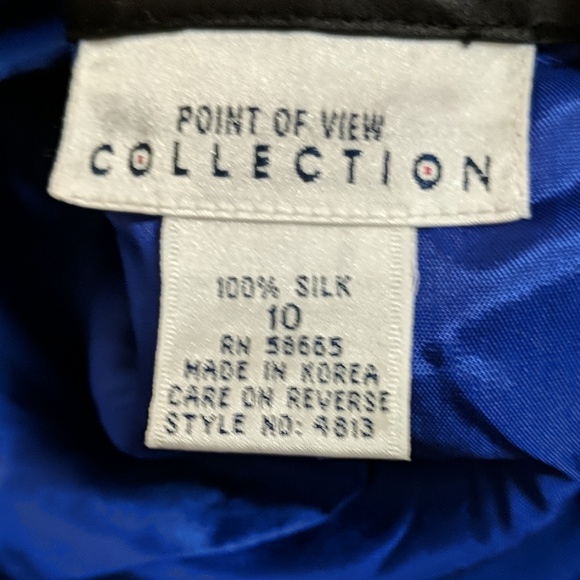 POINT OF VIEW
COLLECTION
100% SILK
10
RN 58665
MADE IN KOREA
CARE ON REVERSE
STYLE NO: 4813